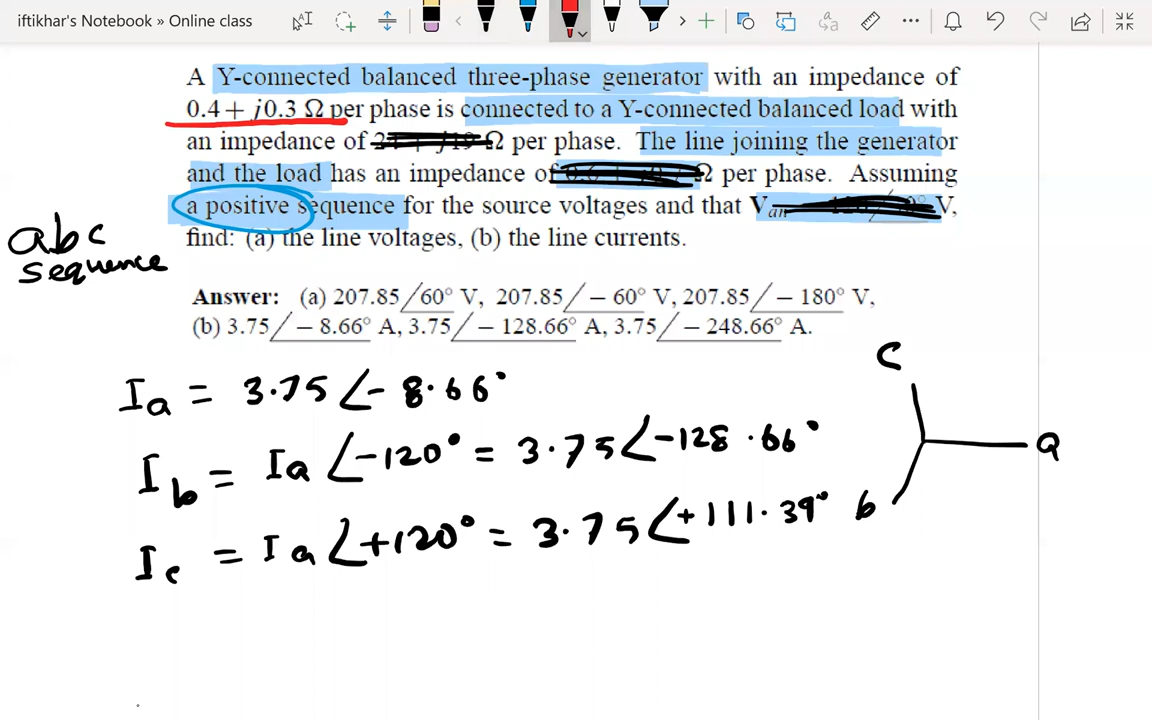 iftikhar's Notebook » Online class
A Y-connected balanced three-phase generator with an impedance of
0.4 + j0.3 Ω per phase is connected to a Y-connected balanced load with
an impedance of Ω per phase. The line joining the generator
and the load has an impedance of Ω per phase. Assuming
a positive sequence for the source voltages and that Van V,
find: (a) the line voltages, (b) the line currents.
abc
sequence
Answer: (a) 207.85∠60° V, 207.85∠−60° V, 207.85∠−180° V,
(b) 3.75∠−8.66° A, 3.75∠−128.66° A, 3.75∠−248.66° A.
Ia = 3.75 ∠-8.66°
Ib = Ia ∠-120° = 3.75 ∠-128.66°
Ic = Ia ∠+120° = 3.75 ∠+111.39°
C
a
b